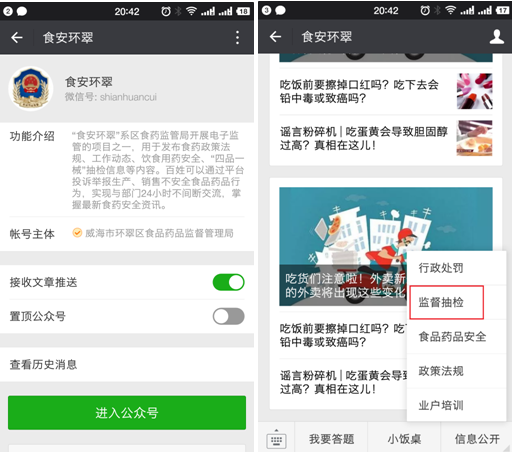 2
20:42
18
食安环翠
食安环翠
微信号: shianhuancui
功能介绍
“食安环翠”系区食药监管局开展电子监
管的项目之一，用于发布食药政策法
规、工作动态、饮食用药安全、“四品一
械”抽检信息等内容。百姓可以通过平台
投诉举报生产、销售不安全食品药品行
为，实现与部门24小时不间断交流，掌
握最新食药安全资讯。
帐号主体
威海市环翠区食品药品监督管理局
接收文章推送
置顶公众号
查看历史消息
进入公众号
3
20:42
17
食安环翠
吃饭前要擦掉口红吗？吃下去会
铅中毒或致癌吗？
谣言粉碎机 | 吃蛋黄会导致胆固醇
过高？真相在这儿！
吃货们注意啦！外卖新
的外卖将出现这些变化
吃饭前要擦掉口红吗？吃下
铅中毒或致癌吗？
谣言粉碎机 | 吃蛋黄会导致
过高？真相在这儿！
行政处罚
监督抽检
食品药品安全
政策法规
业户培训
我要答题
小饭桌
信息公开